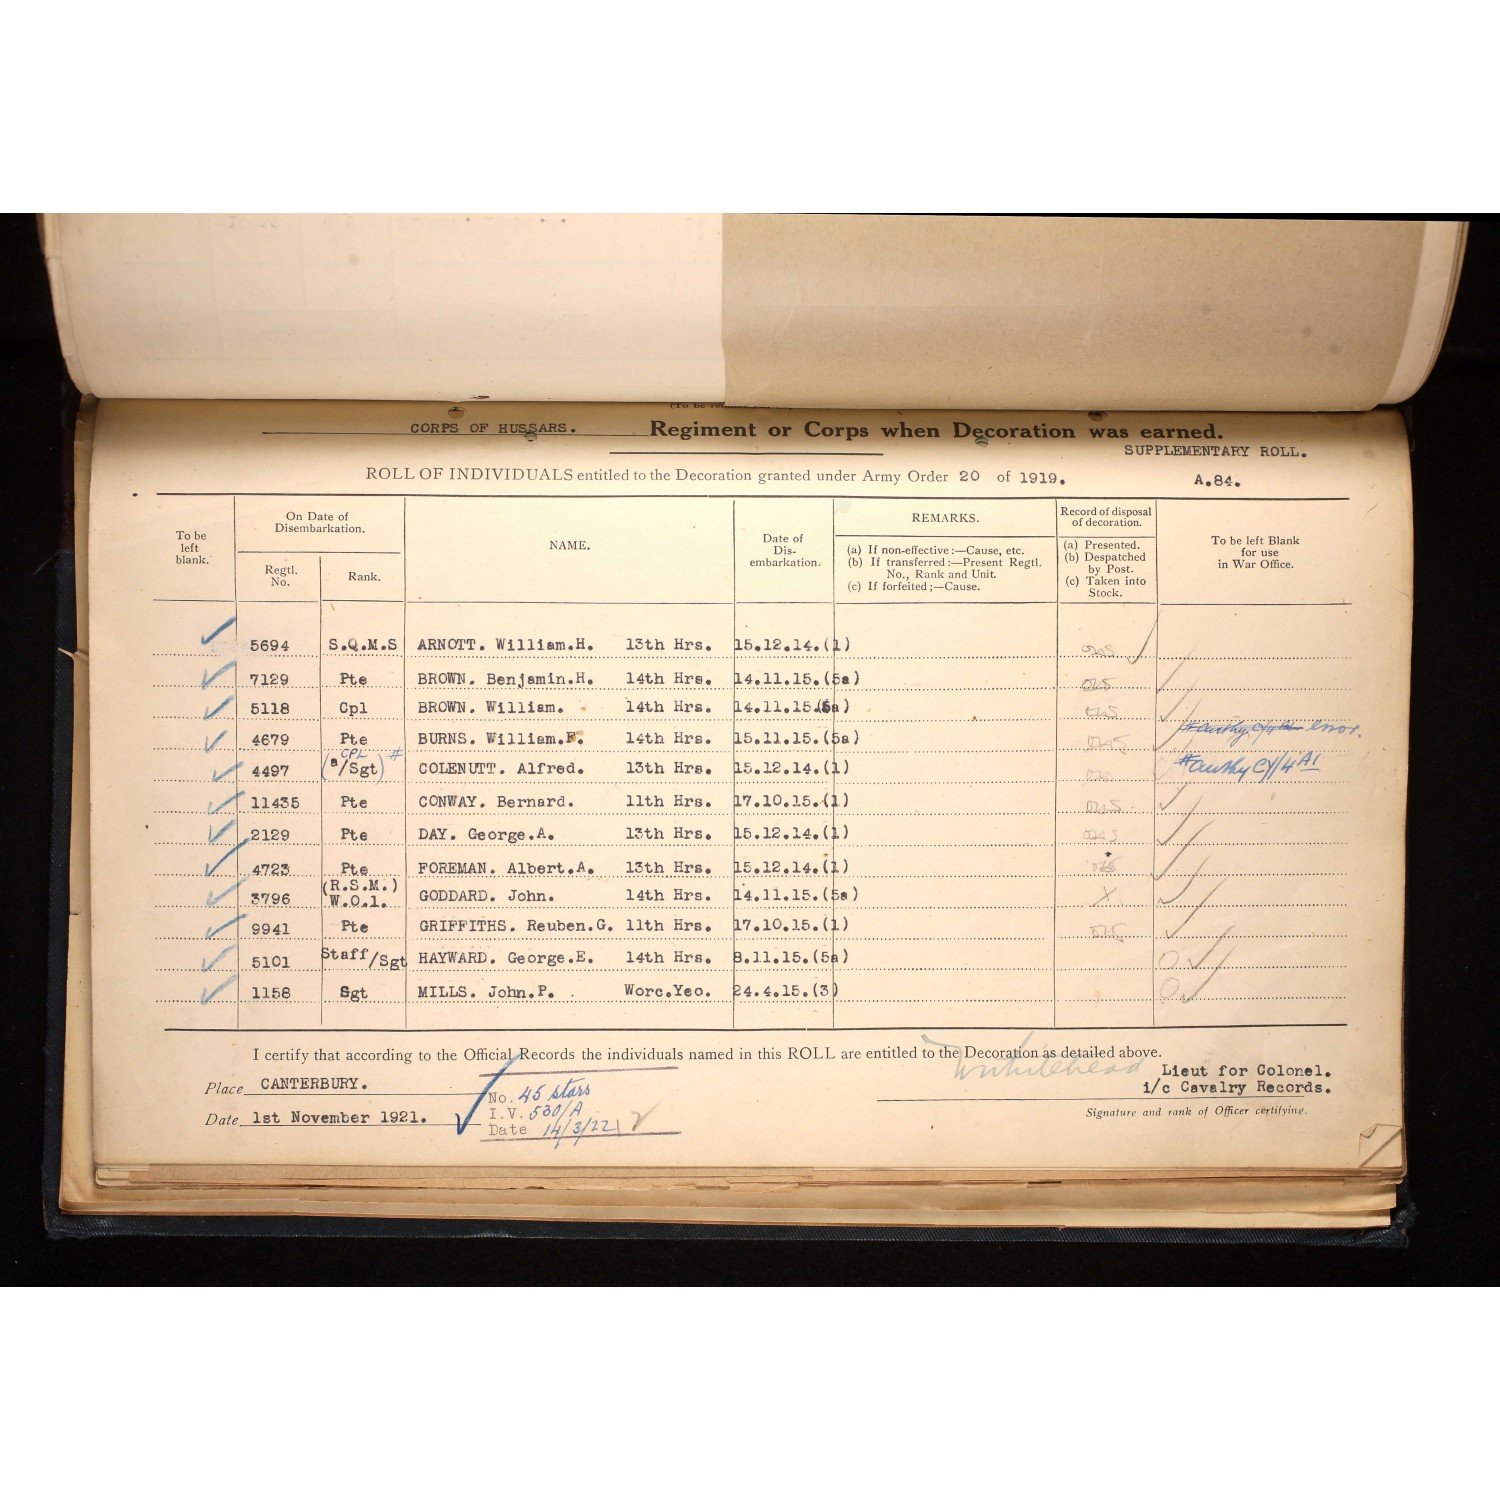 CORPS OF HUSSARS. Regiment or Corps when Decoration was earned.
SUPPLEMENTARY ROLL.
ROLL OF INDIVIDUALS entitled to the Decoration granted under Army Order 20 of 1919. A.84.
To be left blank.
On Date of Disembarkation.
Regtl. No.
Rank.
NAME.
Date of Dis-embarkation.
REMARKS.
(a) If non-effective:—Cause, etc.
(b) If transferred:—Present Regtl. No., Rank and Unit.
(c) If forfeited;—Cause.
Record of disposal of decoration.
(a) Presented.
(b) Despatched by Post.
(c) Taken into Stock.
To be left Blank for use in War Office.
5694 S.Q.M.S ARNOTT. William.H. 13th Hrs. 15.12.14.(1)
7129 Pte BROWN. Benjamin.H. 14th Hrs. 14.11.15.(5a)
5118 Cpl BROWN. William. 14th Hrs. 14.11.15.(5a)
4679 Pte BURNS. William.F. 14th Hrs. 15.11.15.(5a) error.
CPL #
4497 (a/Sgt) COLENUTT. Alfred. 13th Hrs. 15.12.14.(1) # authy CY/4 A1
11435 Pte CONWAY. Bernard. 11th Hrs. 17.10.15.(1)
2129 Pte DAY. George.A. 13th Hrs. 15.12.14.(1)
4723 Pte FOREMAN. Albert.A. 13th Hrs. 15.12.14.(1)
3796 (R.S.M.) W.O.1. GODDARD. John. 14th Hrs. 14.11.15.(5a) X
9941 Pte GRIFFITHS. Reuben.G. 11th Hrs. 17.10.15.(1)
5101 Staff/Sgt HAYWARD. George.E. 14th Hrs. 8.11.15.(5a)
1158 Sgt MILLS. John.P. Worc.Yeo. 24.4.15.(3)
I certify that according to the Official Records the individuals named in this ROLL are entitled to the Decoration as detailed above.
Whitehead Lieut for Colonel.
i/c Cavalry Records.
Signature and rank of Officer certifying.
Place CANTERBURY.
Date 1st November 1921.
No. 45 stars
I.V. 530/A
Date 14/3/22